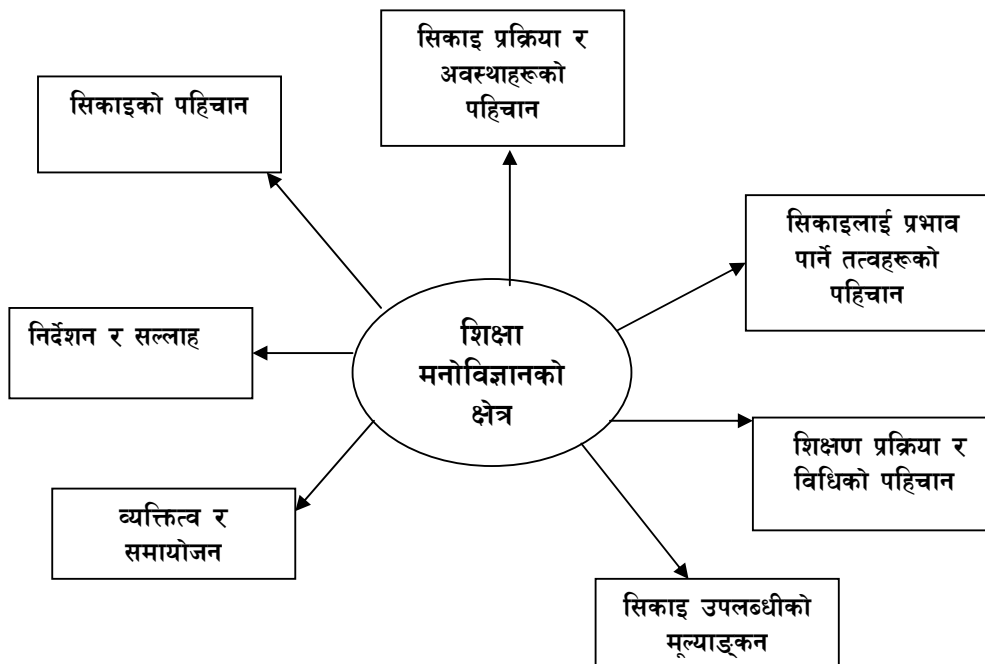 सिकाइ प्रक्रिया र
अवस्थाहरूको
पहिचान
सिकाइको पहिचान
सिकाइलाई प्रभाव
पार्ने तत्वहरूको
पहिचान
निर्देशन र सल्लाह
शिक्षा
मनोविज्ञानको
क्षेत्र
शिक्षण प्रक्रिया र
विधिको पहिचान
व्यक्तित्व र
समायोजन
सिकाइ उपलब्धीको
मूल्याङ्कन